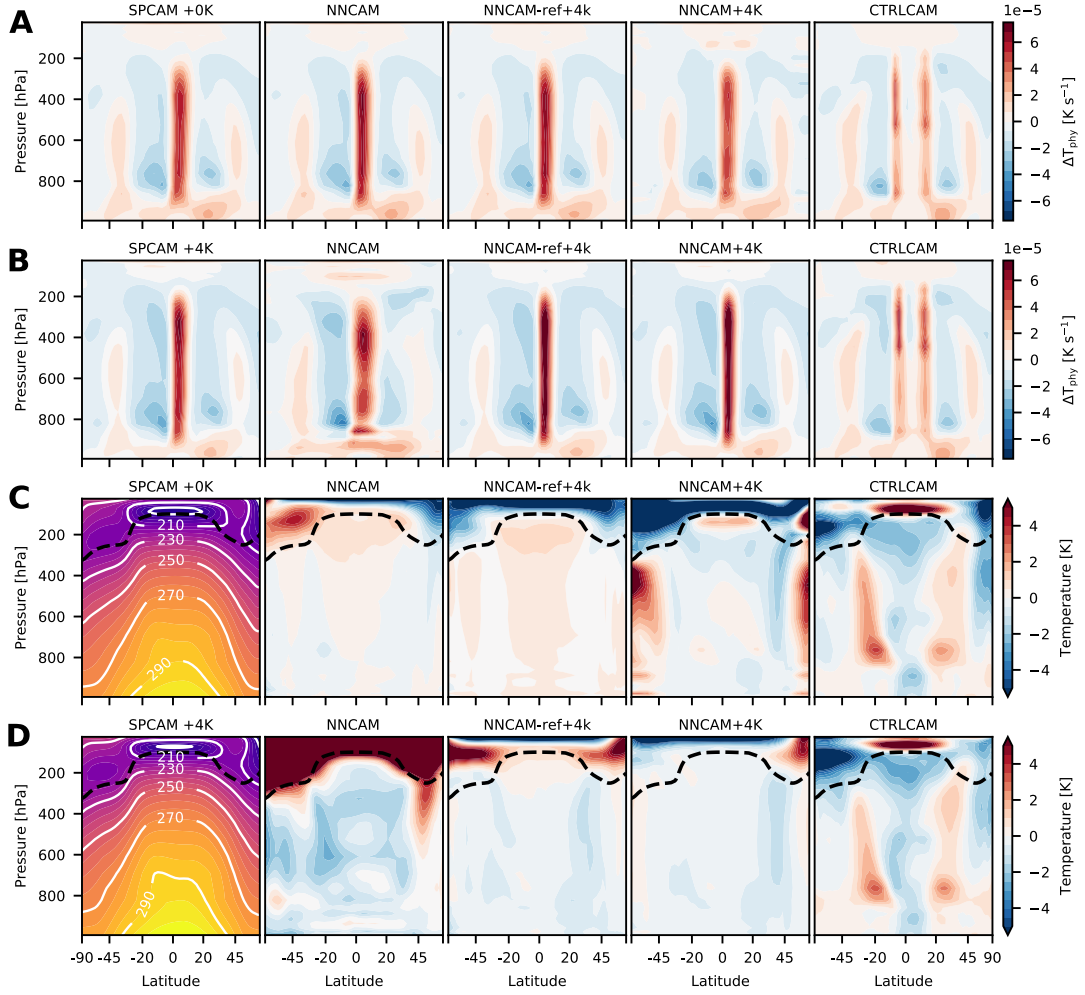 A
SPCAM +0K NNCAM NNCAM-ref+4k NNCAM+4K CTRLCAM
1e−5
200
400
600
800
Pressure [hPa]
6
4
2
0
−2
−4
−6
ΔTphy [K s−1]
B
SPCAM +4K NNCAM NNCAM-ref+4k NNCAM+4K CTRLCAM
1e−5
200
400
600
800
Pressure [hPa]
6
4
2
0
−2
−4
−6
ΔTphy [K s−1]
C
SPCAM +0K NNCAM NNCAM-ref+4k NNCAM+4K CTRLCAM
200
400
600
800
Pressure [hPa]
210
230
250
270
290
4
2
0
−2
−4
Temperature [K]
D
SPCAM +4K NNCAM NNCAM-ref+4k NNCAM+4K CTRLCAM
200
400
600
800
Pressure [hPa]
210
230
250
270
290
4
2
0
−2
−4
Temperature [K]
-90 -45 -20 0 20 45 -45 -20 0 20 45 -45 -20 0 20 45 -45 -20 0 20 45 -45 -20 0 20 45 90
Latitude Latitude Latitude Latitude Latitude